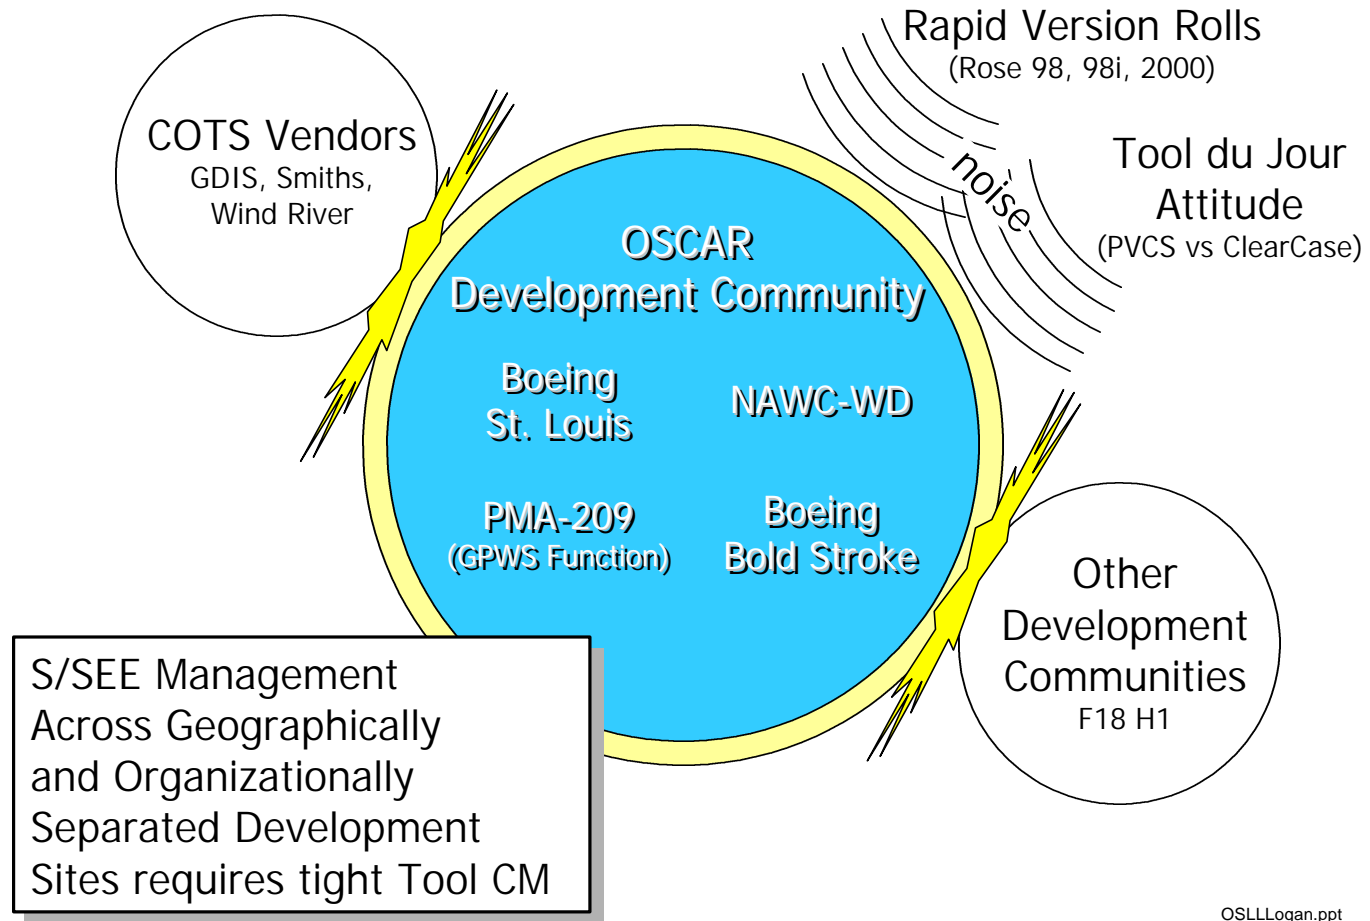 Rapid Version Rolls
(Rose 98, 98i, 2000)
COTS Vendors
GDIS, Smiths,
Wind River
noise
Tool du Jour
Attitude
(PVCS vs ClearCase)
OSCAR
Development Community
Boeing
St. Louis
NAWC-WD
PMA-209
(GPWS Function)
Boeing
Bold Stroke
Other
Development
Communities
F18 H1
S/SEE Management
Across Geographically
and Organizationally
Separated Development
Sites requires tight Tool CM
OSLLLogan.ppt